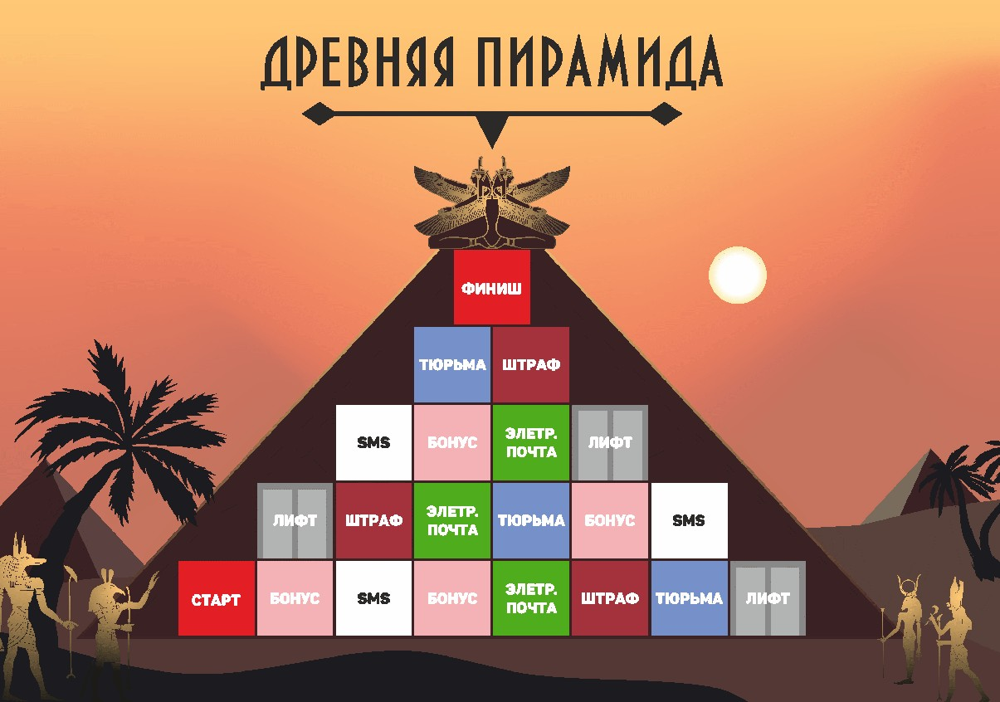 ДРЕВНЯЯ ПИРАМИДА
ФИНИШ
ТЮРЬМА ШТРАФ
SMS БОНУС ЭЛЕТР. ПОЧТА ЛИФТ
ЛИФТ ШТРАФ ЭЛЕТР. ПОЧТА ТЮРЬМА БОНУС SMS
СТАРТ БОНУС SMS БОНУС ЭЛЕТР. ПОЧТА ШТРАФ ТЮРЬМА ЛИФТ